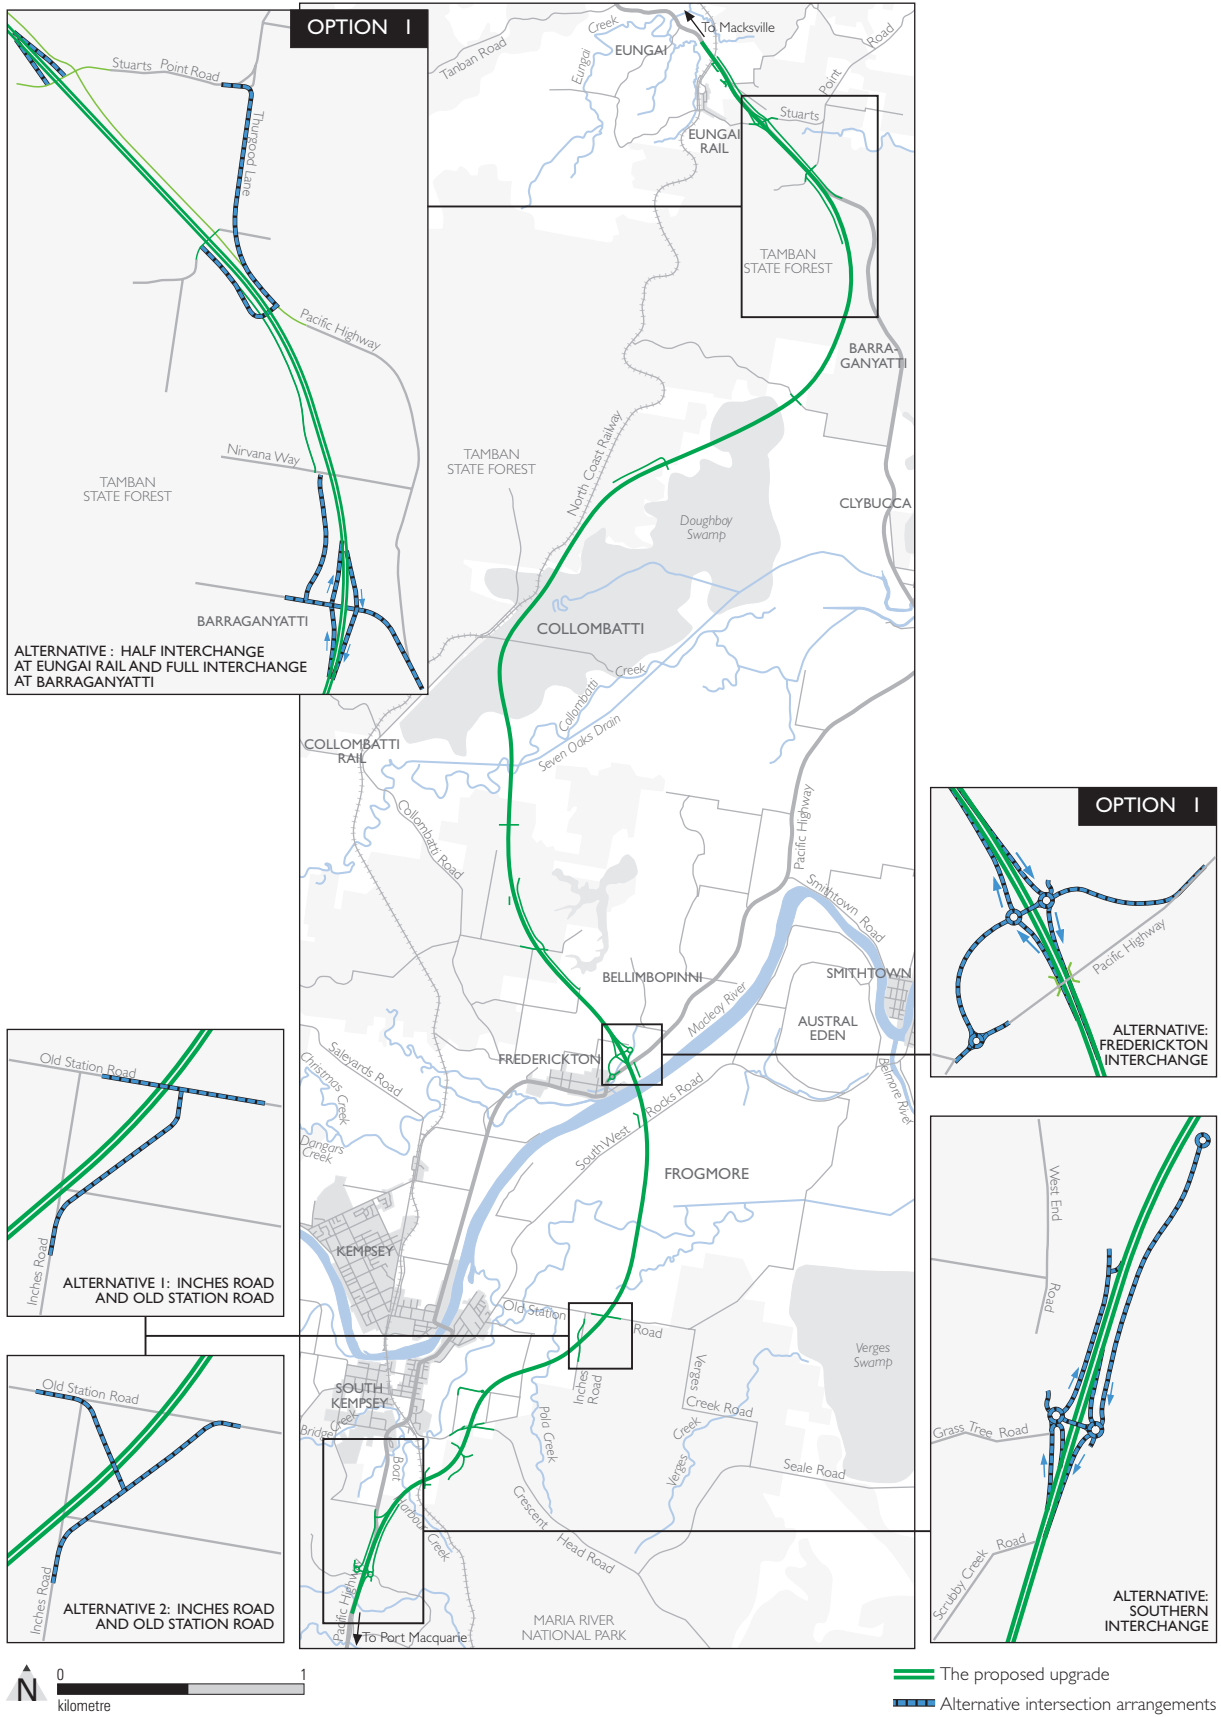 OPTION 1
Stuarts Point Road
Thurgood Lane
Pacific Highway
Nirvana Way
TAMBAN
STATE FOREST
BARRAGANYATTI
ALTERNATIVE : HALF INTERCHANGE
AT EUNGAI RAIL AND FULL INTERCHANGE
AT BARRAGANYATTI
To Macksville
Creek
Eungai
EUNGAI
Tanban Road
Road
Point
Stuarts
EUNGAI
RAIL
TAMBAN
STATE FOREST
BARRA-
GANYATTI
North Coast Railway
TAMBAN
STATE FOREST
CLYBUCCA
Doughboy
Swamp
COLLOMBATTI
Creek
Collombatti
Seven Oaks Drain
COLLOMBATTI
RAIL
Collombatti Road
Pacific Highway
Smithtown Road
BELLIMBOPINNI
SMITHTOWN
Macleay River
AUSTRAL
EDEN
FREDERICKTON
Belmore River
Saleyards Road
Christmas
Creek
Dangars
Creek
SouthWest Rocks Road
FROGMORE
KEMPSEY
Old Station Road
Inches
Road
Verges
Swamp
Verges
Creek Road
SOUTH
KEMPSEY
Bridge Creek
Pola Creek
Verges Creek
Seale Road
Boat Harbour Creek
Crescent Head Road
Pacific Highway
MARIA RIVER
NATIONAL PARK
To Port Macquarie
OPTION 1
Pacific Highway
ALTERNATIVE:
FREDERICKTON
INTERCHANGE
Old Station Road
Inches Road
ALTERNATIVE 1: INCHES ROAD
AND OLD STATION ROAD
Old Station Road
Inches Road
ALTERNATIVE 2: INCHES ROAD
AND OLD STATION ROAD
West End
Road
Grass Tree Road
Scrubby Creek Road
ALTERNATIVE:
SOUTHERN
INTERCHANGE
N
0 1
kilometre
The proposed upgrade
Alternative intersection arrangements